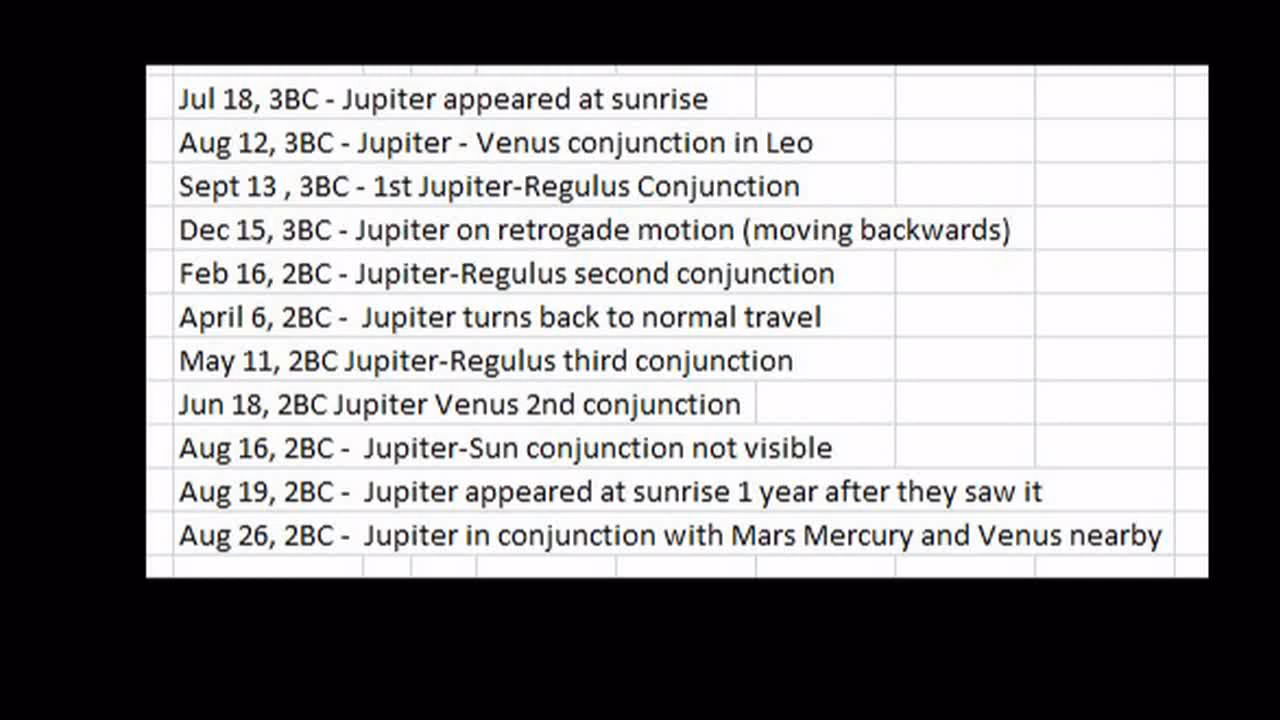 Jul 18, 3BC - Jupiter appeared at sunrise
Aug 12, 3BC - Jupiter - Venus conjunction in Leo
Sept 13 , 3BC - 1st Jupiter-Regulus Conjunction
Dec 15, 3BC - Jupiter on retrogade motion (moving backwards)
Feb 16, 2BC - Jupiter-Regulus second conjunction
April 6, 2BC -  Jupiter turns back to normal travel
May 11, 2BC Jupiter-Regulus third conjunction
Jun 18, 2BC Jupiter Venus 2nd conjunction
Aug 16, 2BC -  Jupiter-Sun conjunction not visible
Aug 19, 2BC -  Jupiter appeared at sunrise 1 year after they saw it
Aug 26, 2BC -  Jupiter in conjunction with Mars Mercury and Venus nearby